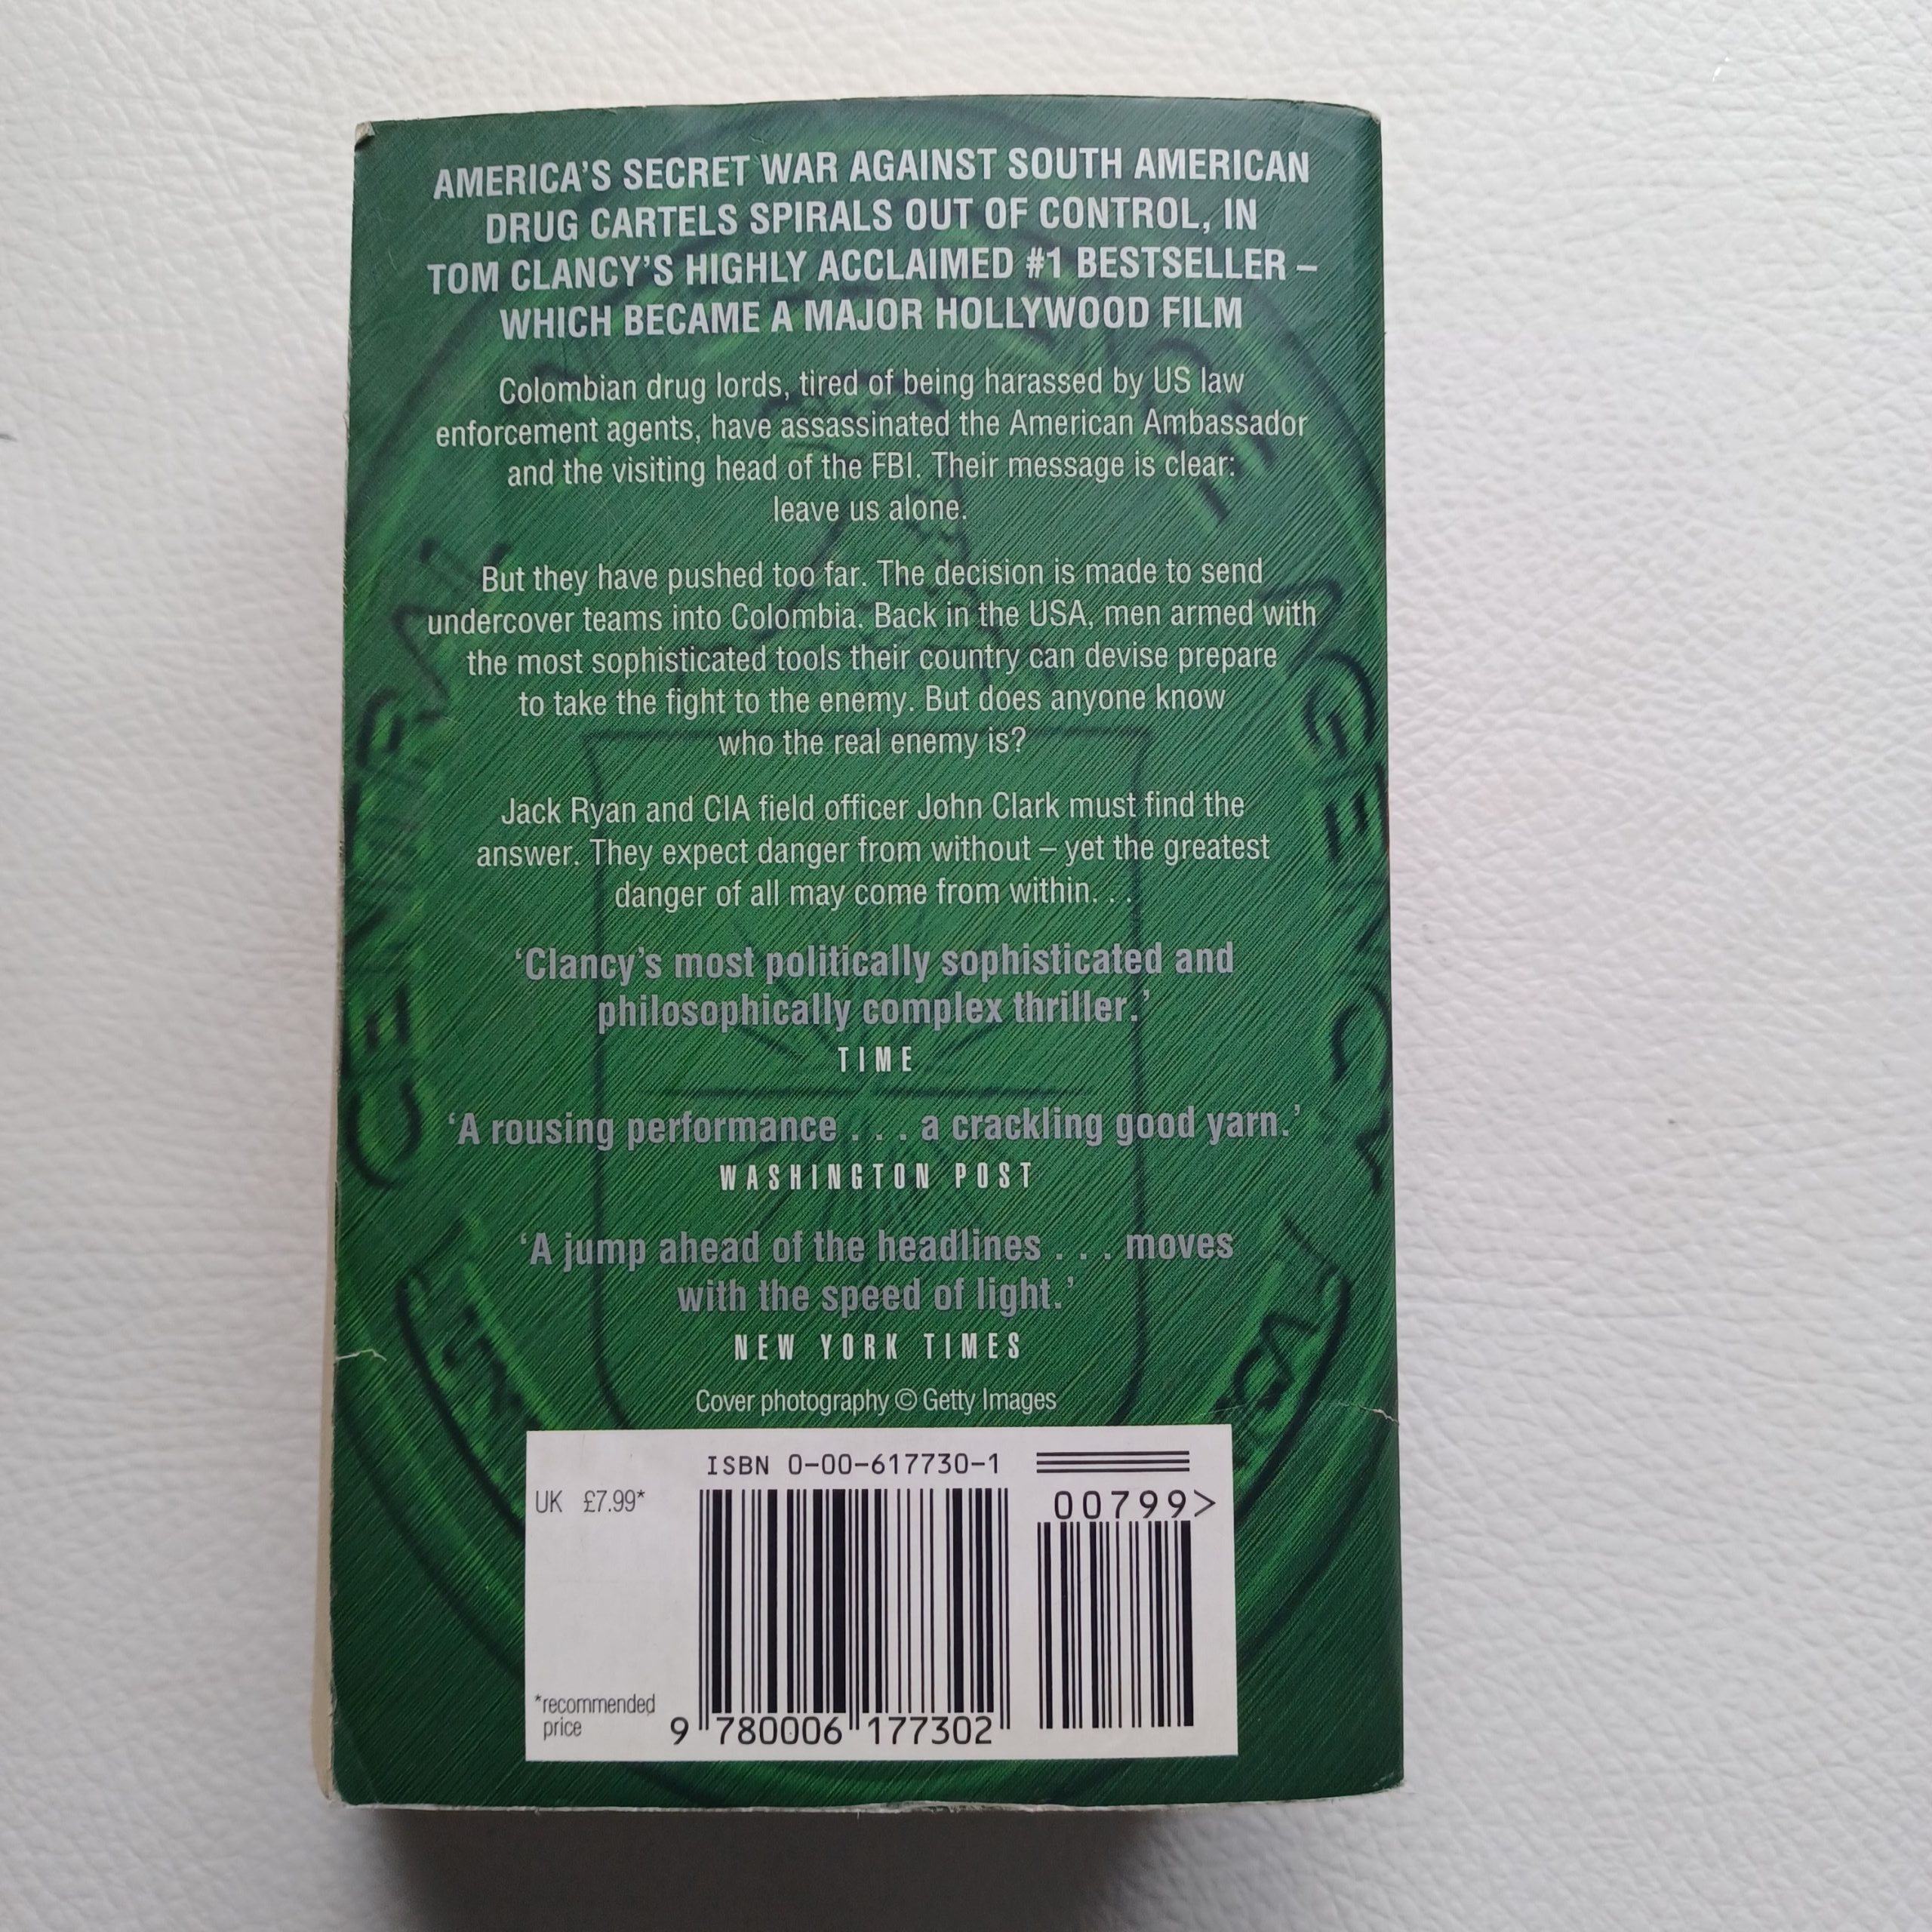 AMERICA'S SECRET WAR AGAINST SOUTH AMERICAN
DRUG CARTELS SPIRALS OUT OF CONTROL, IN
TOM CLANCY'S HIGHLY ACCLAIMED #1 BESTSELLER –
WHICH BECAME A MAJOR HOLLYWOOD FILM
Colombian drug lords, tired of being harassed by US law
enforcement agents, have assassinated the American Ambassador
and the visiting head of the FBI. Their message is clear:
leave us alone.
But they have pushed too far. The decision is made to send
undercover teams into Colombia. Back in the USA, men armed with
the most sophisticated tools their country can devise prepare
to take the fight to the enemy. But does anyone know
who the real enemy is?
Jack Ryan and CIA field officer John Clark must find the
answer. They expect danger from without – yet the greatest
danger of all may come from within. . .
‘Clancy’s most politically sophisticated and
philosophically complex thriller.’
TIME
‘A rousing performance . . . a crackling good yarn.’
WASHINGTON POST
‘A jump ahead of the headlines . . . moves
with the speed of light.’
NEW YORK TIMES
Cover photography © Getty Images
ISBN 0-00-617730-1
UK £7.99*
00799>
*recommended
price
9 780006 177302
CENTRAL
AGENCY